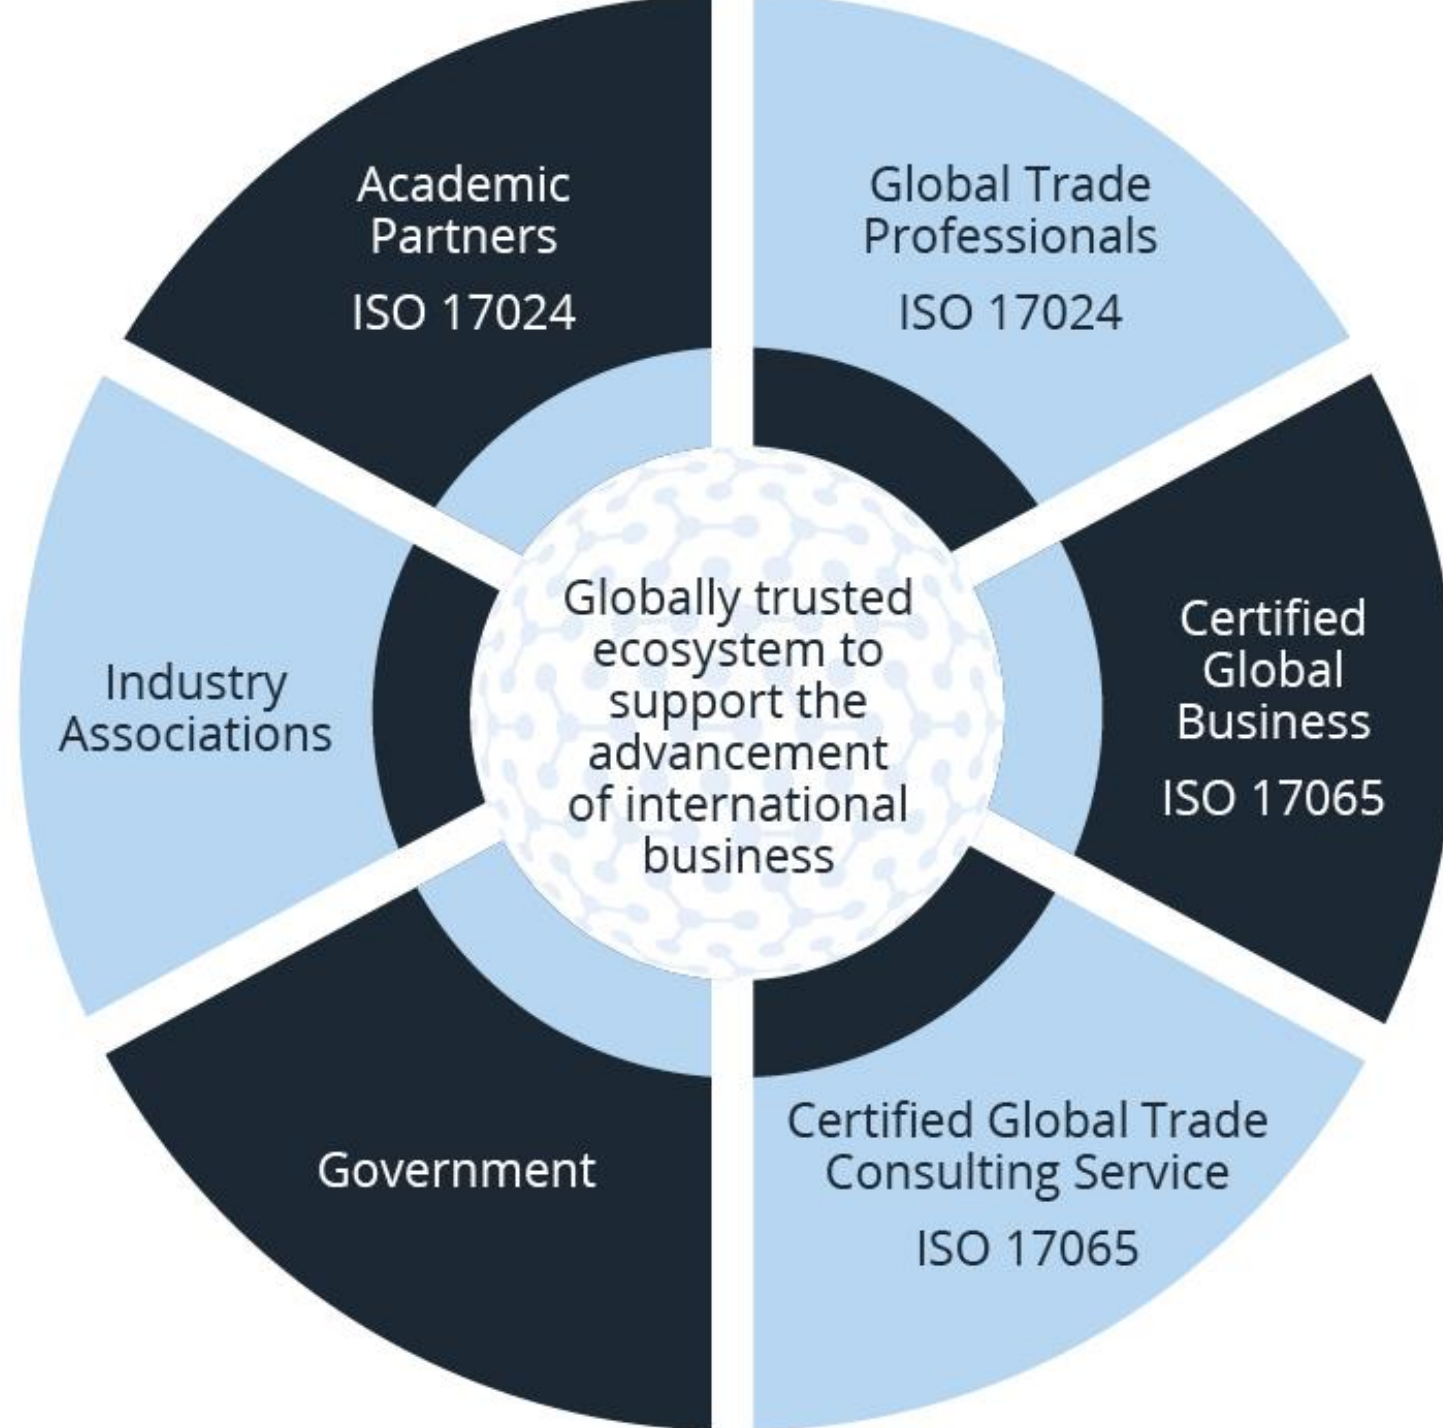 Academic
Partners
ISO 17024
Global Trade
Professionals
ISO 17024
Certified
Global
Business
ISO 17065
Certified Global Trade
Consulting Service
ISO 17065
Government
Industry
Associations
Globally trusted
ecosystem to
support the
advancement
of international
business